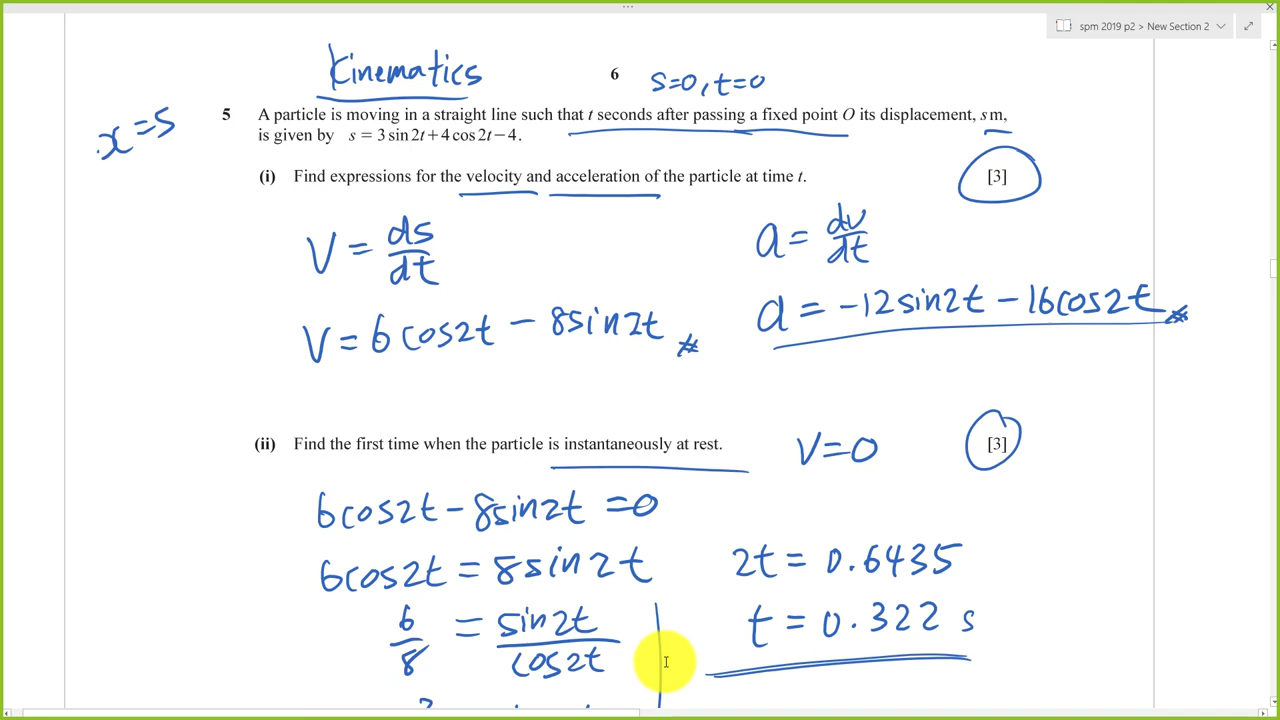 spm 2019 p2 > New Section 2
Kinematics
6
s=0, t=0
x=s
5 A particle is moving in a straight line such that t seconds after passing a fixed point O its displacement, s m,
is given by s = 3 sin 2t + 4 cos 2t − 4.
(i) Find expressions for the velocity and acceleration of the particle at time t. [3]
V = ds/dt
a = dv/dt
V = 6 cos2t − 8sin2t
a = −12sin2t − 16cos2t
(ii) Find the first time when the particle is instantaneously at rest. [3]
V=0
6cos2t − 8sin2t = 0
6cos2t = 8sin2t
6/8 = sin2t/cos2t
2t = 0.6435
t = 0.322 s